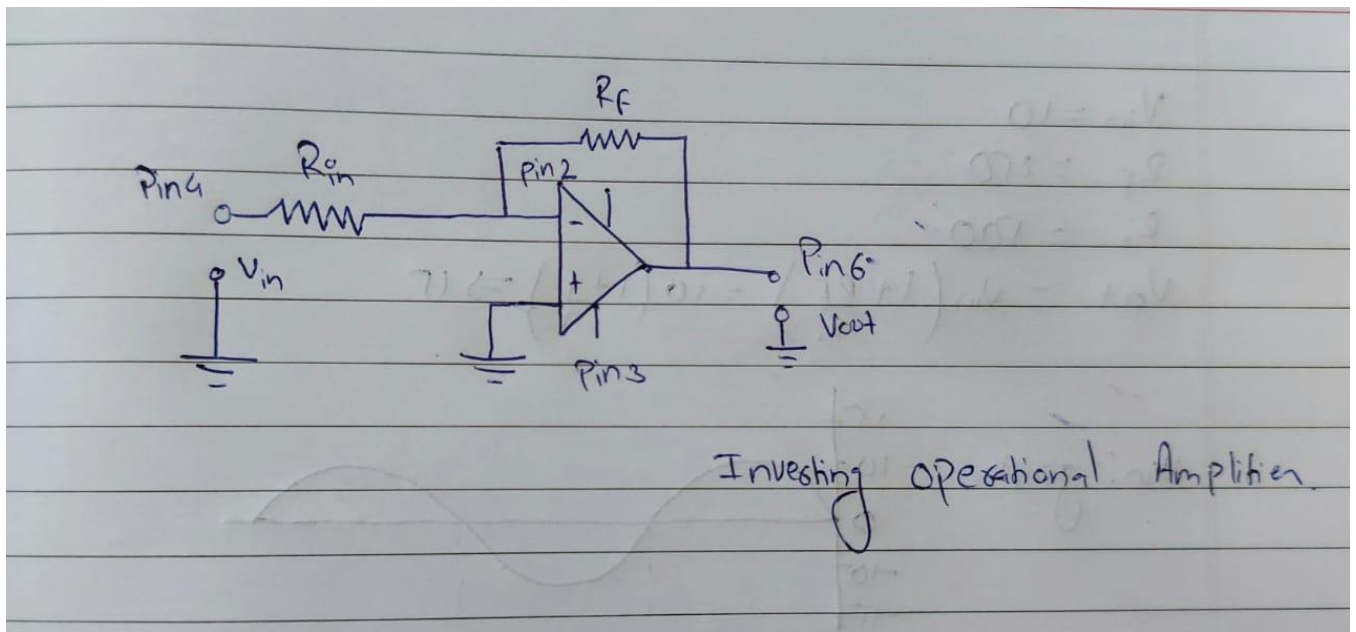 RF
Rin
Pin2
Pin4
-
Vin
+
Pin6
Vout
Pin3
Investing operational Amplifier.